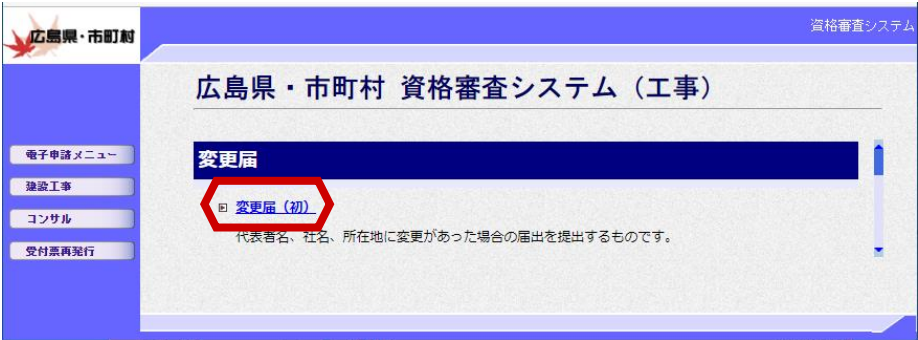 広島県・市町村
資格審査システム
広島県・市町村 資格審査システム（工事）
電子申請メニュー
建設工事
コンサル
受付票再発行
変更届
変更届（初）
代表者名、社名、所在地に変更があった場合の届出を提出するものです。